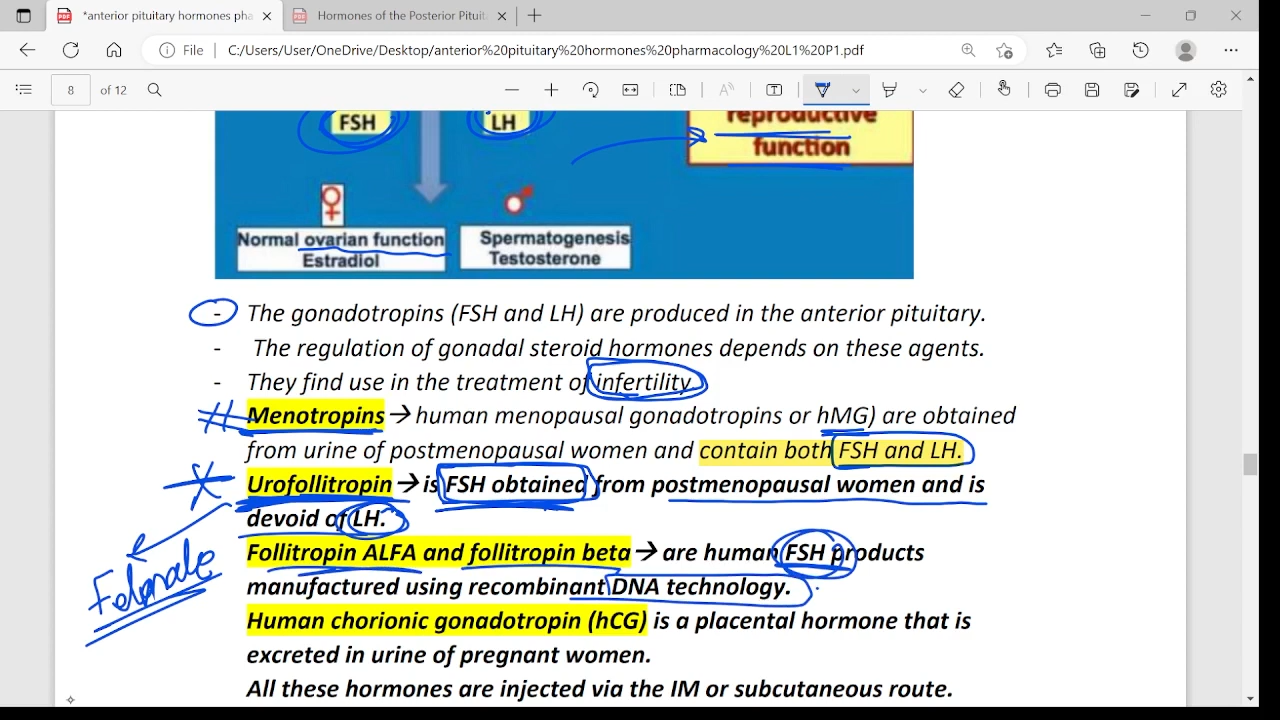 *anterior pituitary hormones pha
Hormones of the Posterior Pituit
File
C:/Users/User/OneDrive/Desktop/anterior%20pituitary%20hormones%20pharmacology%20L1%20P1.pdf
8 of 12
FSH
LH
reproductive
function
Normal ovarian function
Estradiol
Spermatogenesis
Testosterone
- The gonadotropins (FSH and LH) are produced in the anterior pituitary.
- The regulation of gonadal steroid hormones depends on these agents.
- They find use in the treatment of infertility
Menotropins → human menopausal gonadotropins or hMG) are obtained
from urine of postmenopausal women and contain both FSH and LH.
Urofollitropin → is FSH obtained from postmenopausal women and is
devoid of LH.
Follitropin ALFA and follitropin beta → are human FSH products
manufactured using recombinant DNA technology.
Female
Human chorionic gonadotropin (hCG) is a placental hormone that is
excreted in urine of pregnant women.
All these hormones are injected via the IM or subcutaneous route.